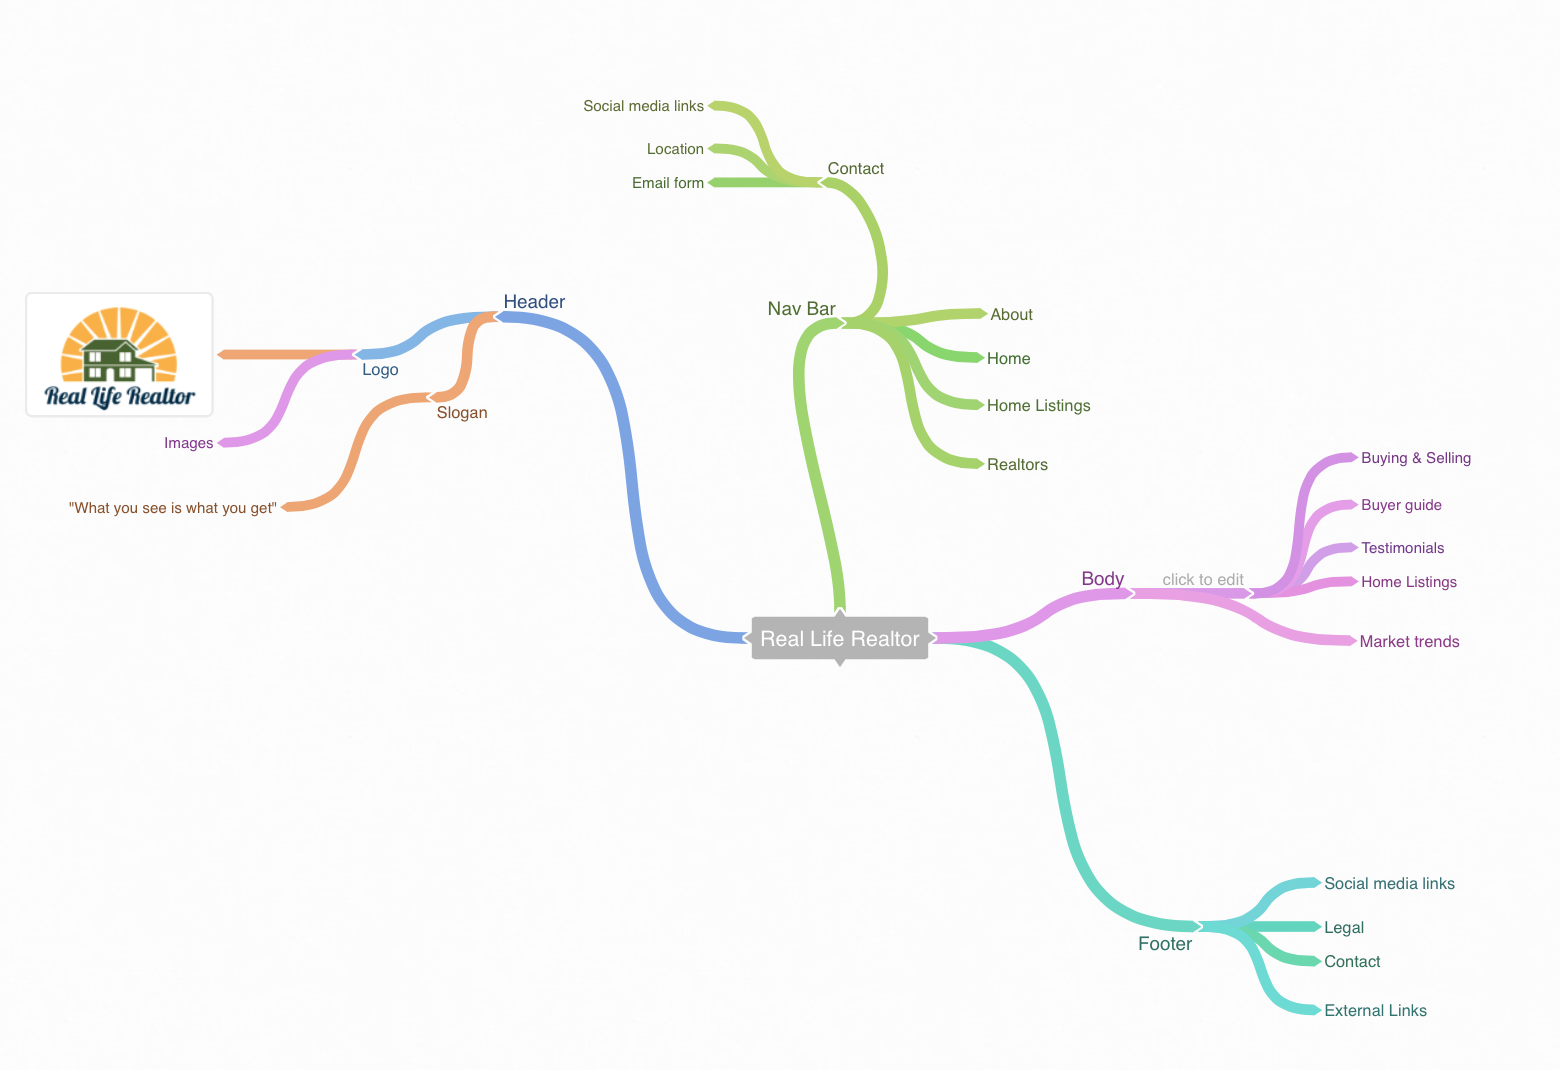 Social media links
Location
Email form
Contact
Header
Nav Bar
About
Home
Home Listings
Realtors
Logo
Real Life Realtor
Slogan
Images
"What you see is what you get"
Buying & Selling
Buyer guide
Testimonials
Home Listings
Body
click to edit
Market trends
Real Life Realtor
Social media links
Legal
Contact
External Links
Footer